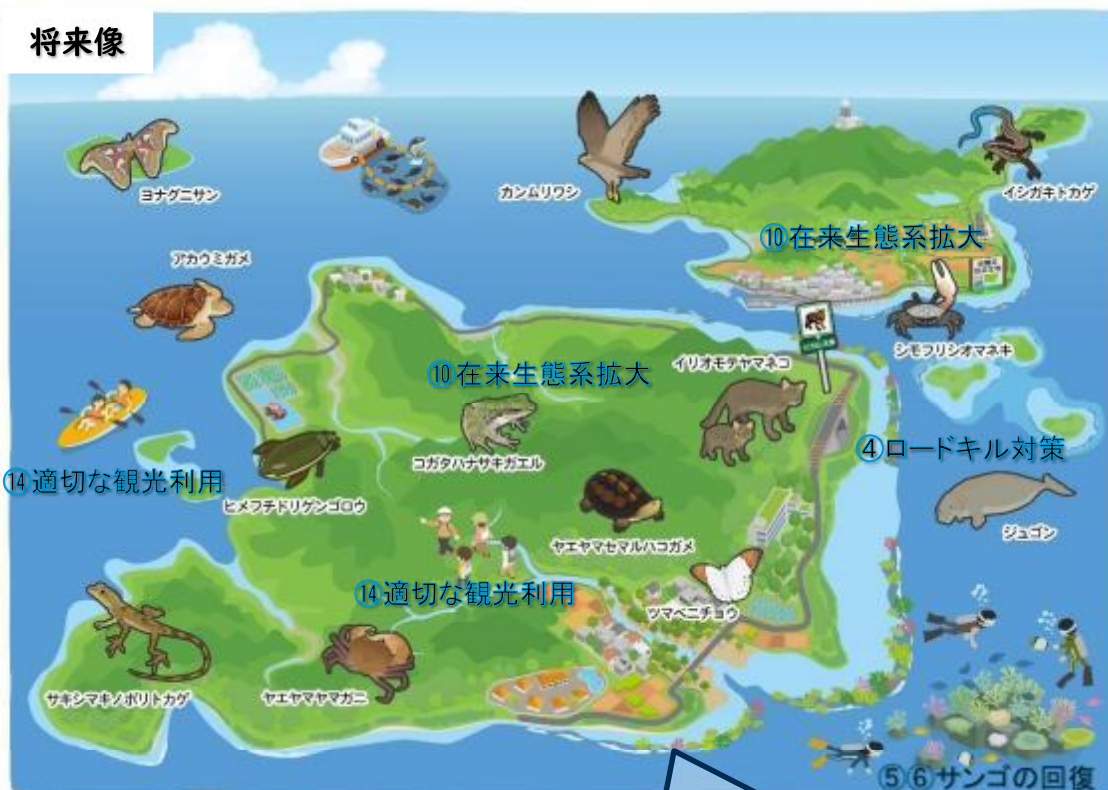 将来像
ヨナグニサン
カンムリワシ
イシガキトカゲ
⑩在来生態系拡大
アカウミガメ
シモフリシオマネキ
イリオモテヤマネコ
⑩在来生態系拡大
コガタハナサキガエル
④ロードキル対策
⑭適切な観光利用
ヒメフチドリゲンゴロウ
ジュゴン
ヤエヤマセマルハコガメ
⑭適切な観光利用
ツマベニチョウ
サキシマキノボリトカゲ
ヤエヤマヤマガニ
⑤⑥サンゴの回復